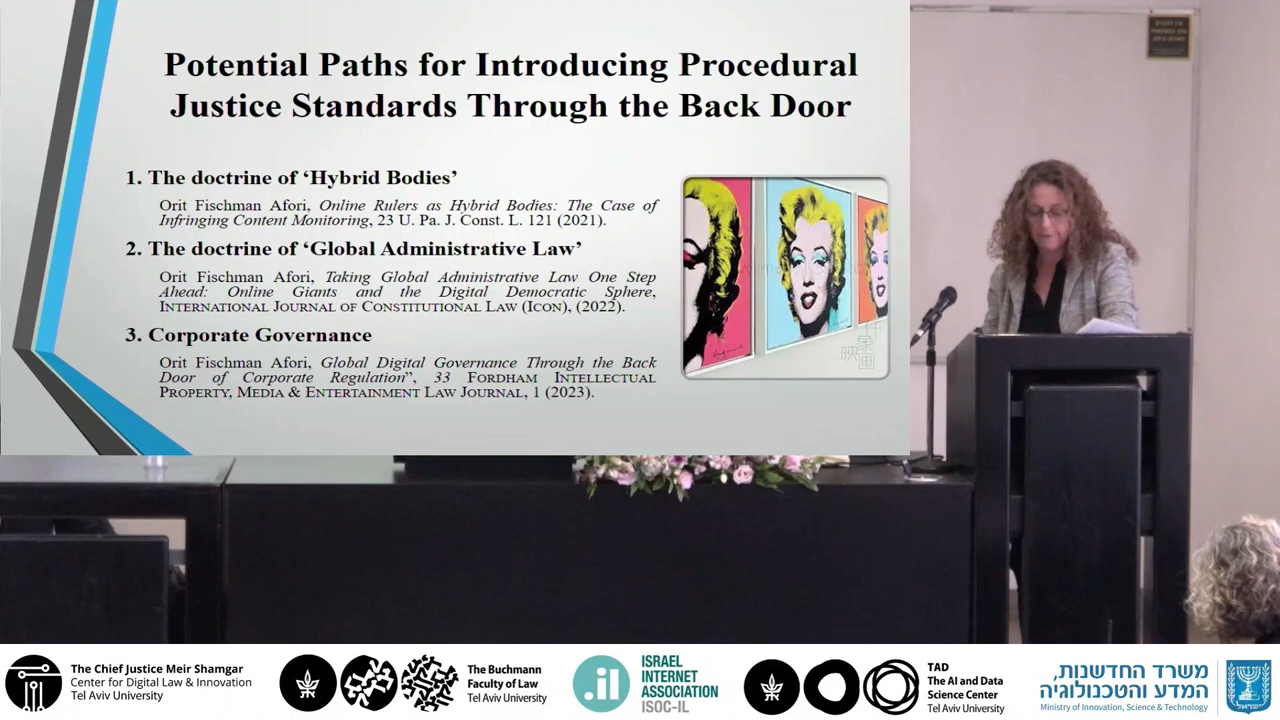 Potential Paths for Introducing Procedural
Justice Standards Through the Back Door
1. The doctrine of ‘Hybrid Bodies’
Orit Fischman Afori, Online Rulers as Hybrid Bodies: The Case of
Infringing Content Monitoring, 23 U. Pa. J. Const. L. 121 (2021).
2. The doctrine of ‘Global Administrative Law’
Orit Fischman Afori, Taking Global Administrative Law One Step
Ahead: Online Giants and the Digital Democratic Sphere,
INTERNATIONAL JOURNAL OF CONSTITUTIONAL LAW (ICON), (2022).
3. Corporate Governance
Orit Fischman Afori, Global Digital Governance Through the Back
Door of Corporate Regulation”, 33 FORDHAM INTELLECTUAL
PROPERTY, MEDIA & ENTERTAINMENT LAW JOURNAL, 1 (2023).
The Chief Justice Meir Shamgar
Center for Digital Law & Innovation
Tel Aviv University
The Buchmann
Faculty of Law
Tel Aviv University
.il
ISRAEL
INTERNET
ASSOCIATION
ISOC-IL
TAD
The AI and Data
Science Center
Tel Aviv University
משרד החדשנות,
המדע והטכנולוגיה
Ministry of Innovation, Science & Technology